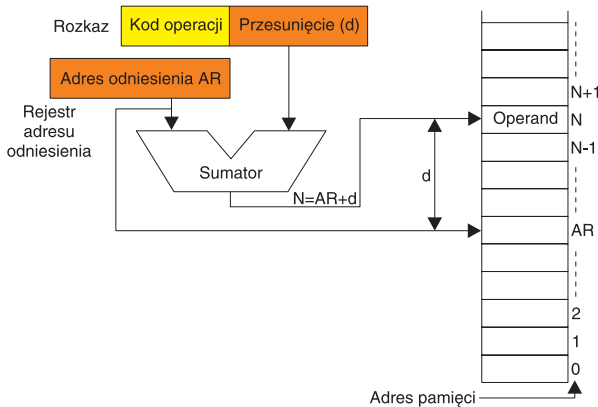 Rozkaz
Kod operacji
Przesunięcie (d)
Adres odniesienia AR
Rejestr
adresu
odniesienia
Sumator
N=AR+d
d
Operand
N+1
N
N-1
AR
2
1
0
Adres pamięci